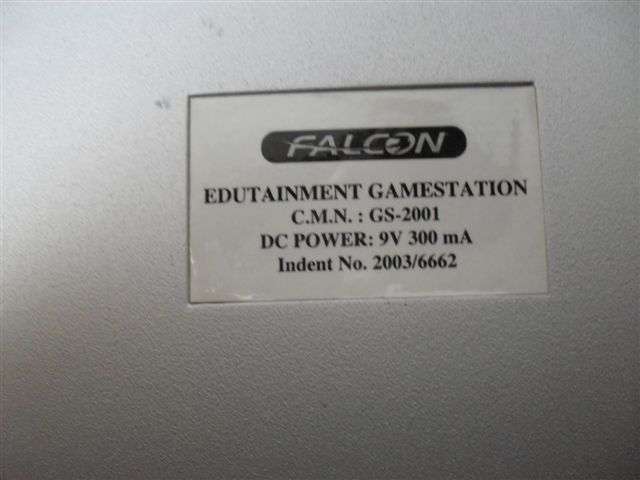 FALCON
EDUTAINMENT GAMESTATION
C.M.N. : GS-2001
DC POWER: 9V 300 mA
Indent No. 2003/6662